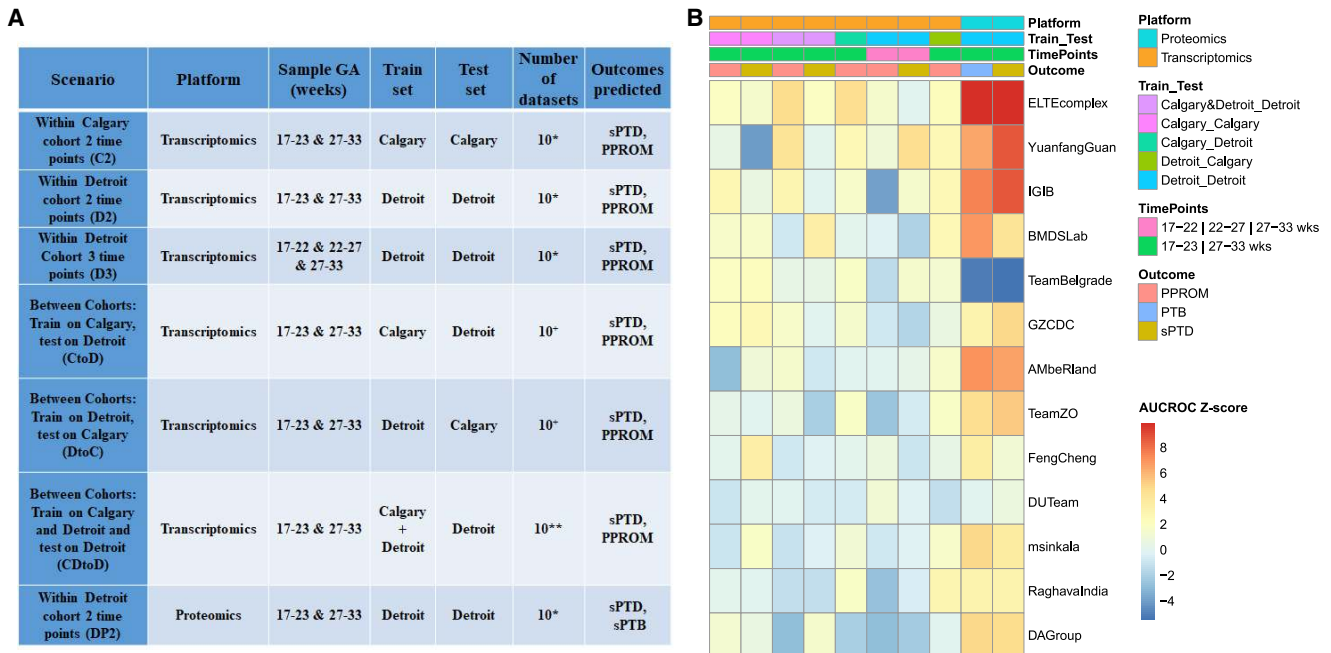 A
Scenario
Platform
Sample GA
(weeks)
Train
set
Test
set
Number
of
datasets
Outcomes
predicted
Within Calgary
cohort 2 time
points (C2)
Transcriptomics
17-23 & 27-33
Calgary
Calgary
10*
sPTD,
PPROM
Within Detroit
cohort 2 time
points (D2)
Transcriptomics
17-23 & 27-33
Detroit
Detroit
10*
sPTD,
PPROM
Within Detroit
Cohort 3 time
points (D3)
Transcriptomics
17-22 & 22-27
& 27-33
Detroit
Detroit
10*
sPTD,
PPROM
Between Cohorts:
Train on Calgary,
test on Detroit
(CtoD)
Transcriptomics
17-23 & 27-33
Calgary
Detroit
10⁺
sPTD,
PPROM
Between Cohorts:
Train on Detroit,
test on Calgary
(DtoC)
Transcriptomics
17-23 & 27-33
Detroit
Calgary
10⁺
sPTD,
PPROM
Between Cohorts:
Train on Calgary
and Detroit and
test on Detroit
(CDtoD)
Transcriptomics
17-23 & 27-33
Calgary
+
Detroit
Detroit
10**
sPTD,
PPROM
Within Detroit
cohort 2 time
points (DP2)
Proteomics
17-23 & 27-33
Detroit
Detroit
10*
sPTD,
sPTB
B
Platform
Train_Test
TimePoints
Outcome
ELTEcomplex
YuanfangGuan
IGIB
BMDSLab
TeamBelgrade
GZCDC
AMbeRland
TeamZO
FengCheng
DUTeam
msinkala
RaghavaIndia
DAGroup
Platform
Proteomics
Transcriptomics
Train_Test
Calgary&Detroit_Detroit
Calgary_Calgary
Calgary_Detroit
Detroit_Calgary
Detroit_Detroit
TimePoints
17−22 | 22−27 | 27−33 wks
17−23 | 27−33 wks
Outcome
PPROM
PTB
sPTD
AUCROC Z-score
8
6
4
2
0
−2
−4